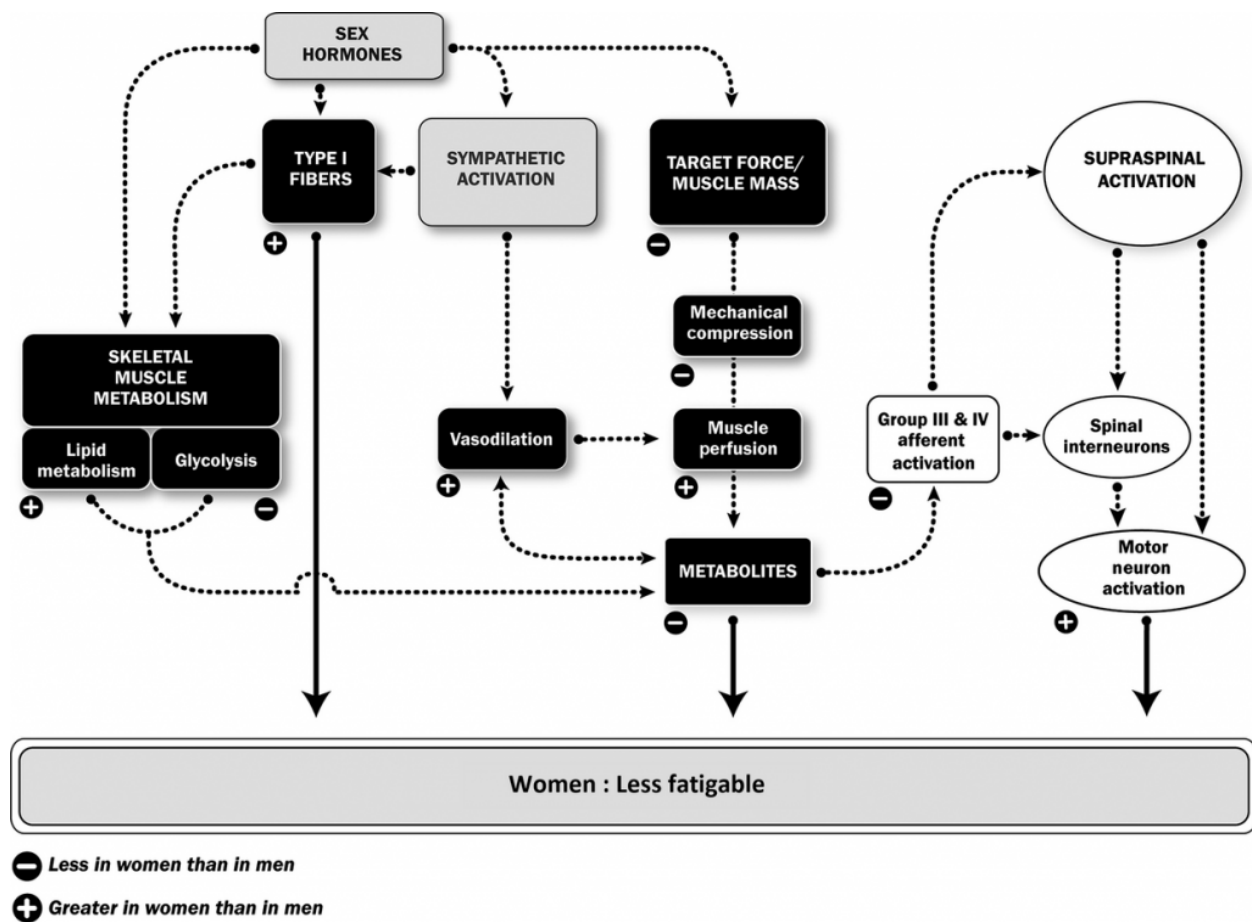 SEX
HORMONES
TYPE I
FIBERS
SYMPATHETIC
ACTIVATION
TARGET FORCE/
MUSCLE MASS
SUPRASPINAL
ACTIVATION
Mechanical
compression
SKELETAL
MUSCLE
METABOLISM
Lipid
metabolism
Glycolysis
Vasodilation
Muscle
perfusion
Group III & IV
afferent
activation
Spinal
interneurons
METABOLITES
Motor
neuron
activation
Women : Less fatigable
Less in women than in men
Greater in women than in men